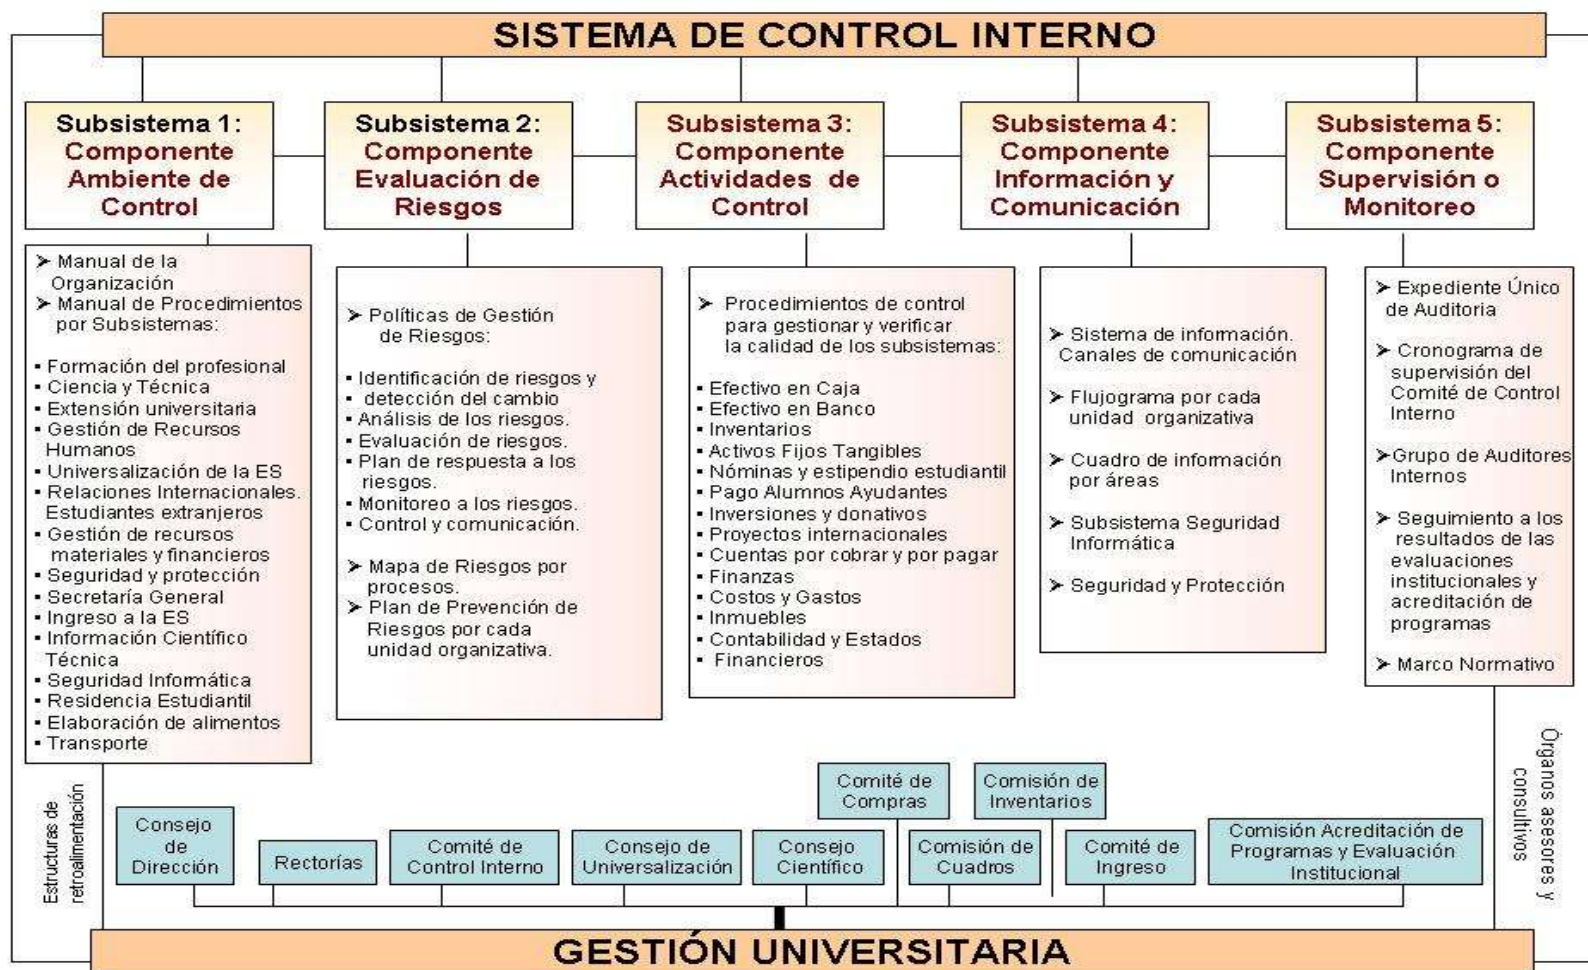 SISTEMA DE CONTROL INTERNO
Subsistema 1:
Componente
Ambiente de
Control
Subsistema 2:
Componente
Evaluación de
Riesgos
Subsistema 3:
Componente
Actividades de
Control
Subsistema 4:
Componente
Información y
Comunicación
Subsistema 5:
Componente
Supervisión o
Monitoreo
➤ Manual de la
Organización
➤ Manual de Procedimientos
por Subsistemas:
▪ Formación del profesional
▪ Ciencia y Técnica
▪ Extensión universitaria
▪ Gestión de Recursos
Humanos
▪ Universalización de la ES
▪ Relaciones Internacionales.
Estudiantes extranjeros
▪ Gestión de recursos
materiales y financieros
▪ Seguridad y protección
▪ Secretaría General
▪ Ingreso a la ES
▪ Información Científico
Técnica
▪ Seguridad Informática
▪ Residencia Estudiantil
▪ Elaboración de alimentos
▪ Transporte
➤ Políticas de Gestión
de Riesgos:
▪ Identificación de riesgos y
▪ detección del cambio
▪ Análisis de los riesgos.
▪ Evaluación de riesgos.
▪ Plan de respuesta a los
riesgos.
▪ Monitoreo a los riesgos.
▪ Control y comunicación.
➤ Mapa de Riesgos por
procesos.
➤ Plan de Prevención de
Riesgos por cada
unidad organizativa.
➤ Procedimientos de control
para gestionar y verificar
la calidad de los subsistemas:
▪ Efectivo en Caja
▪ Efectivo en Banco
▪ Inventarios
▪ Activos Fijos Tangibles
▪ Nóminas y estipendio estudiantil
▪ Pago Alumnos Ayudantes
▪ Inversiones y donativos
▪ Proyectos internacionales
▪ Cuentas por cobrar y por pagar
▪ Finanzas
▪ Costos y Gastos
▪ Inmuebles
▪ Contabilidad y Estados
▪ Financieros
➤ Sistema de información.
Canales de comunicación
➤ Flujograma por cada
unidad organizativa
➤ Cuadro de información
por áreas
➤ Subsistema Seguridad
Informática
➤ Seguridad y Protección
➤ Expediente Único
de Auditoria
➤ Cronograma de
supervisión del
Comité de Control
Interno
➤Grupo de Auditores
Internos
➤ Seguimiento a los
resultados de las
evaluaciones
institucionales y
acreditación de
programas
➤ Marco Normativo
Estructuras de
retroalimentación
Consejo
de
Dirección
Rectorías
Comité de
Control Interno
Consejo de
Universalización
Consejo
Científico
Comité de
Compras
Comisión de
Cuadros
Comisión de
Inventarios
Comité de
Ingreso
Comisión Acreditación de
Programas y Evaluación
Institucional
Órganos asesores y
consultivos
GESTIÓN UNIVERSITARIA